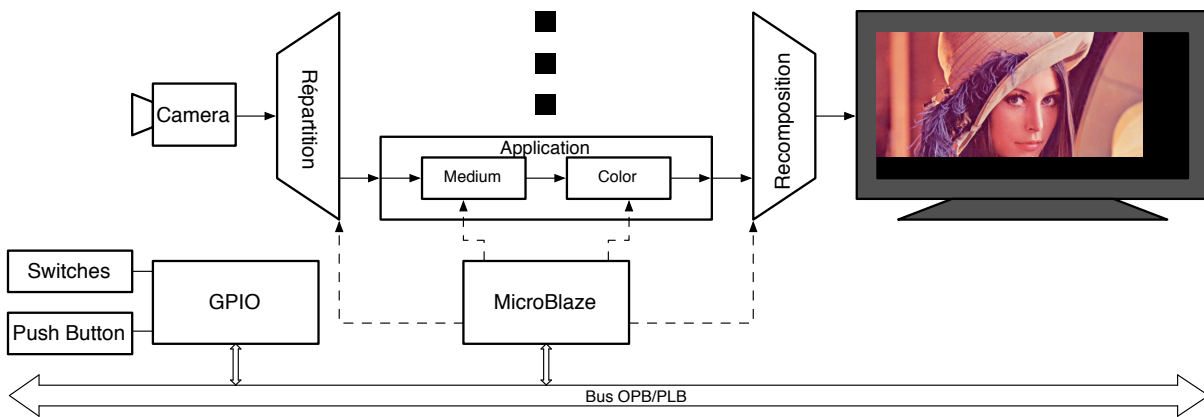 Camera
Répartition
Application
Medium
Color
Recomposition
Switches
Push Button
GPIO
MicroBlaze
Bus OPB/PLB